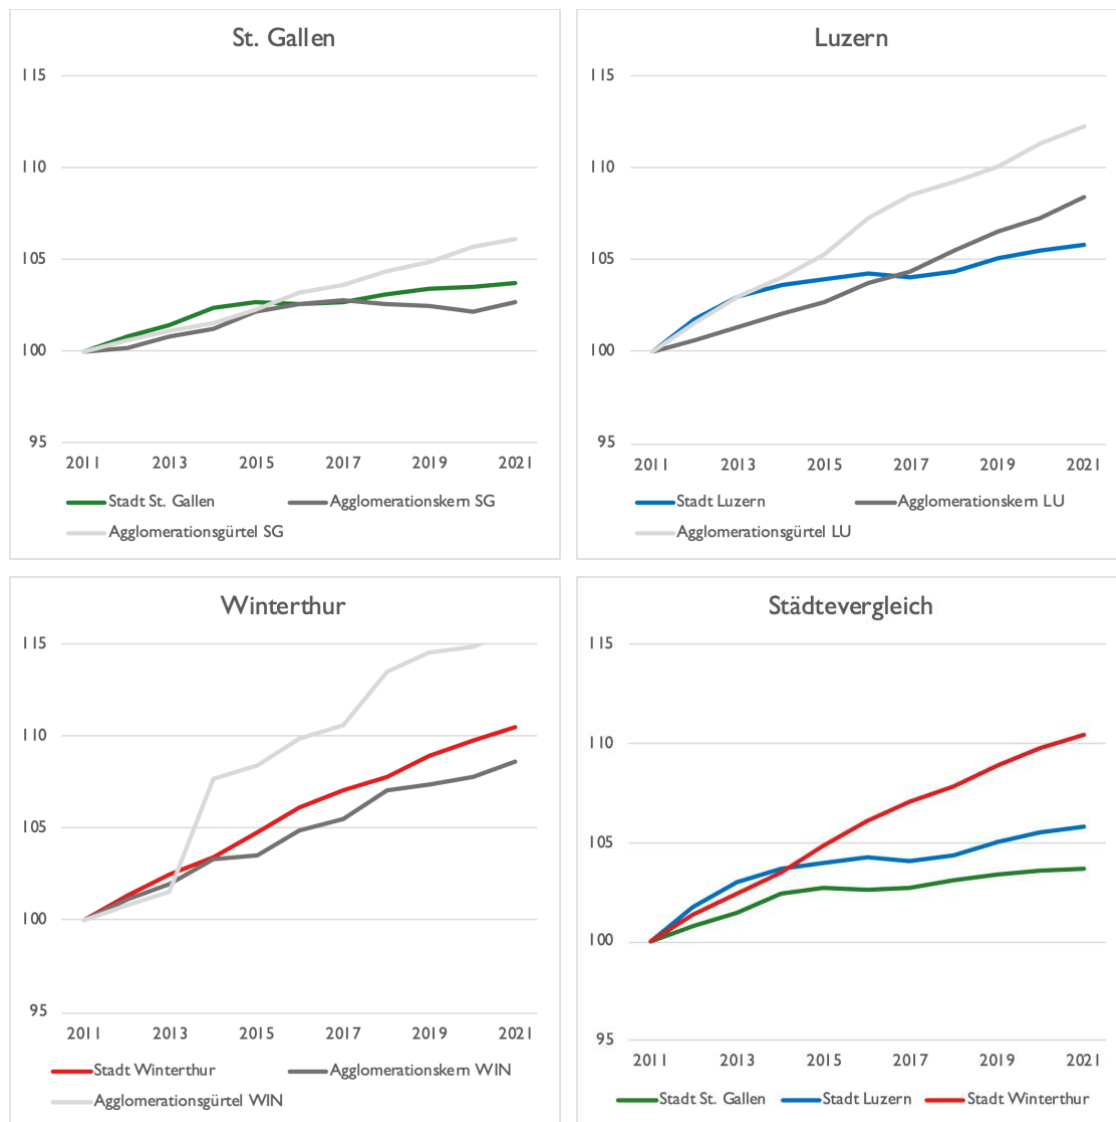 St. Gallen
115
110
105
100
95
2011 2013 2015 2017 2019 2021
Stadt St. Gallen Agglomerationskern SG
Agglomerationsgürtel SG
Luzern
115
110
105
100
95
2011 2013 2015 2017 2019 2021
Stadt Luzern Agglomerationskern LU
Agglomerationsgürtel LU
Winterthur
115
110
105
100
95
2011 2013 2015 2017 2019 2021
Stadt Winterthur Agglomerationskern WIN
Agglomerationsgürtel WIN
Städtevergleich
115
110
105
100
95
2011 2013 2015 2017 2019 2021
Stadt St. Gallen Stadt Luzern Stadt Winterthur